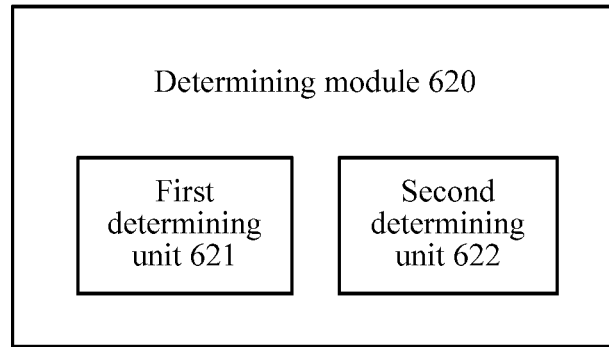 Determining module 620
First
determining
unit 621
Second
determining
unit 622